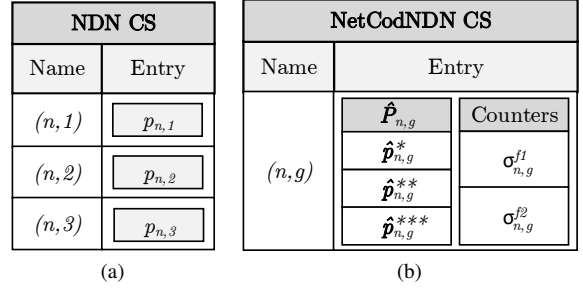 NDN CS
Name Entry
(n,1) p_{n,1}
(n,2) p_{n,2}
(n,3) p_{n,3}
(a)
NetCodNDN CS
Name Entry
(n,g)
P̂_{n,g}
p̂*_{n,g}
p̂**_{n,g}
p̂***_{n,g}
Counters
σ^{f1}_{n,g}
σ^{f2}_{n,g}
(b)